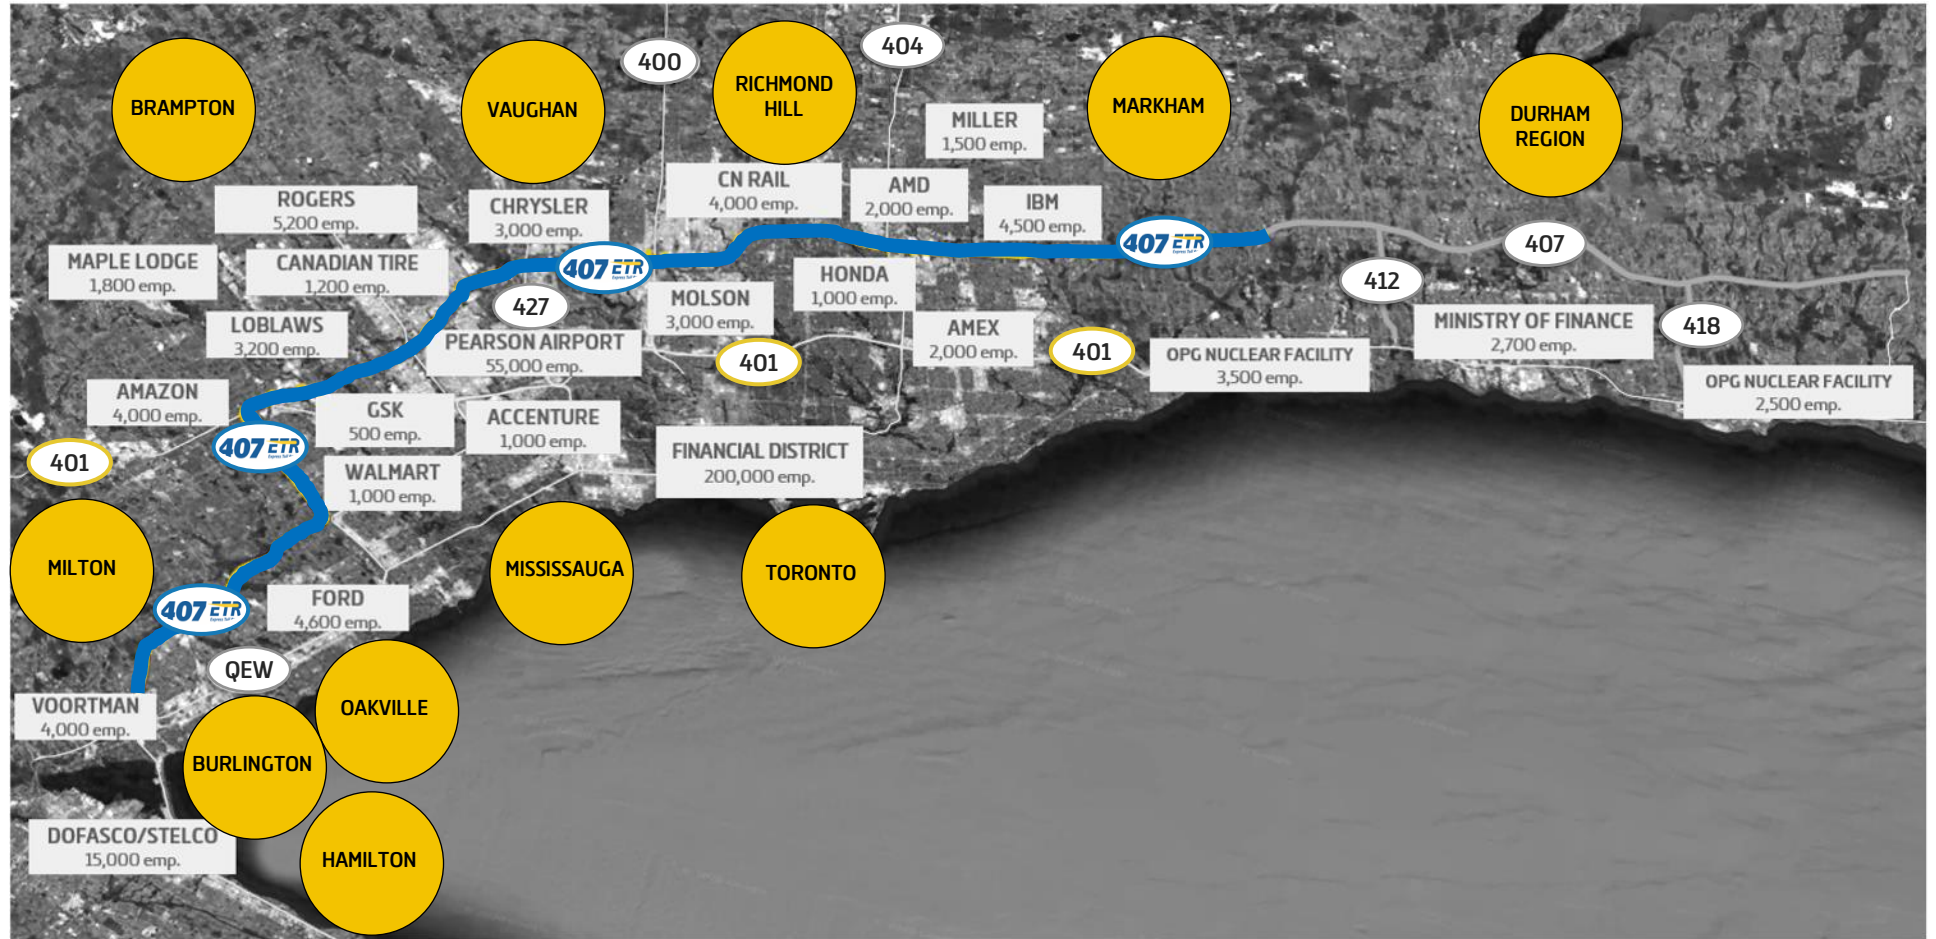 400
404
BRAMPTON
VAUGHAN
RICHMOND
HILL
MARKHAM
DURHAM
REGION
MILLER
1,500 emp.
CN RAIL
4,000 emp.
AMD
2,000 emp.
IBM
4,500 emp.
ROGERS
5,200 emp.
CHRYSLER
3,000 emp.
MAPLE LODGE
1,800 emp.
CANADIAN TIRE
1,200 emp.
407 ETR
Express Toll
407 ETR
407
427
MOLSON
3,000 emp.
HONDA
1,000 emp.
412
LOBLAWS
3,200 emp.
PEARSON AIRPORT
55,000 emp.
401
AMEX
2,000 emp.
401
OPG NUCLEAR FACILITY
3,500 emp.
MINISTRY OF FINANCE
2,700 emp.
418
OPG NUCLEAR FACILITY
2,500 emp.
AMAZON
4,000 emp.
GSK
500 emp.
ACCENTURE
1,000 emp.
407 ETR
Express Toll
401
WALMART
1,000 emp.
FINANCIAL DISTRICT
200,000 emp.
MILTON
MISSISSAUGA
TORONTO
407 ETR
Express Toll
FORD
4,600 emp.
QEW
VOORTMAN
4,000 emp.
OAKVILLE
BURLINGTON
DOFASCO/STELCO
15,000 emp.
HAMILTON